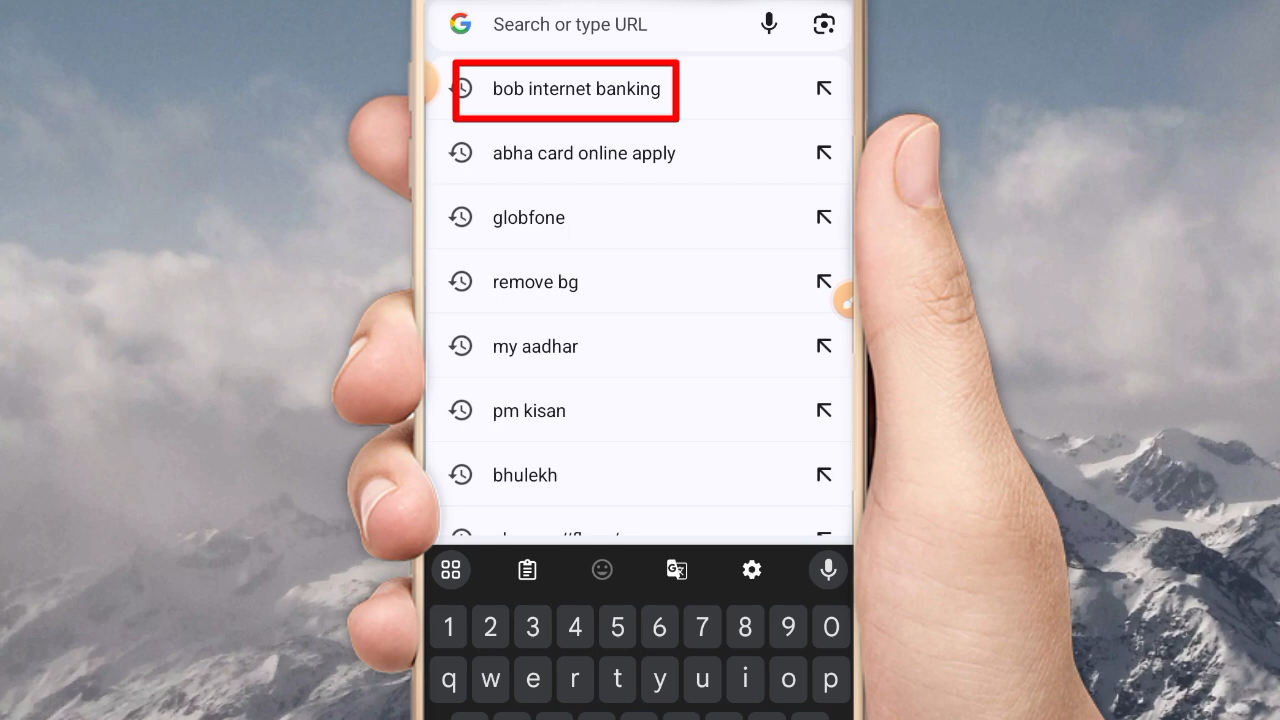 Search or type URL
bob internet banking
abha card online apply
globfone
remove bg
my aadhar
pm kisan
bhulekh
1 2 3 4 5 6 7 8 9 0
q w e r t y u i o p